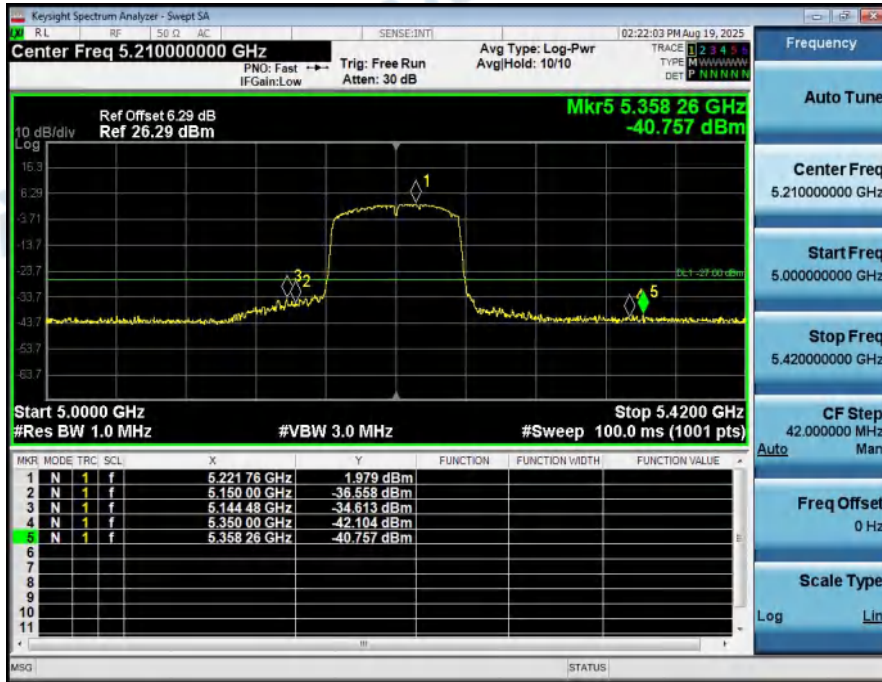 Keysight Spectrum Analyzer - Swept SA
RL RF 50 Ω AC SENSE:INT 02:22:03 PM Aug 19, 2025
Center Freq 5.210000000 GHz
PNO: Fast
IFGain:Low
Trig: Free Run
Atten: 30 dB
Avg Type: Log-Pwr
Avg|Hold: 10/10
TRACE 1 2 3 4 5 6
TYPE M
DET P N N N N N
Ref Offset 6.29 dB
10 dB/div Ref 26.29 dBm
Log
Mkr5 5.358 26 GHz
-40.757 dBm
16.3
6.29
-3.71
-13.7
-23.7
-33.7
-43.7
-53.7
-63.7
1
3 2
4 5
DL1 -27.00 dBm
Start 5.0000 GHz Stop 5.4200 GHz
#Res BW 1.0 MHz #VBW 3.0 MHz #Sweep 100.0 ms (1001 pts)
MKR MODE TRC SCL X Y FUNCTION FUNCTION WIDTH FUNCTION VALUE
1 N 1 f 5.221 76 GHz 1.979 dBm
2 N 1 f 5.150 00 GHz -36.558 dBm
3 N 1 f 5.144 48 GHz -34.613 dBm
4 N 1 f 5.350 00 GHz -42.104 dBm
5 N 1 f 5.358 26 GHz -40.757 dBm
6
7
8
9
10
11
MSG STATUS
Frequency
Auto Tune
Center Freq
5.210000000 GHz
Start Freq
5.000000000 GHz
Stop Freq
5.420000000 GHz
CF Step
42.000000 MHz
Auto Man
Freq Offset
0 Hz
Scale Type
Log Lin